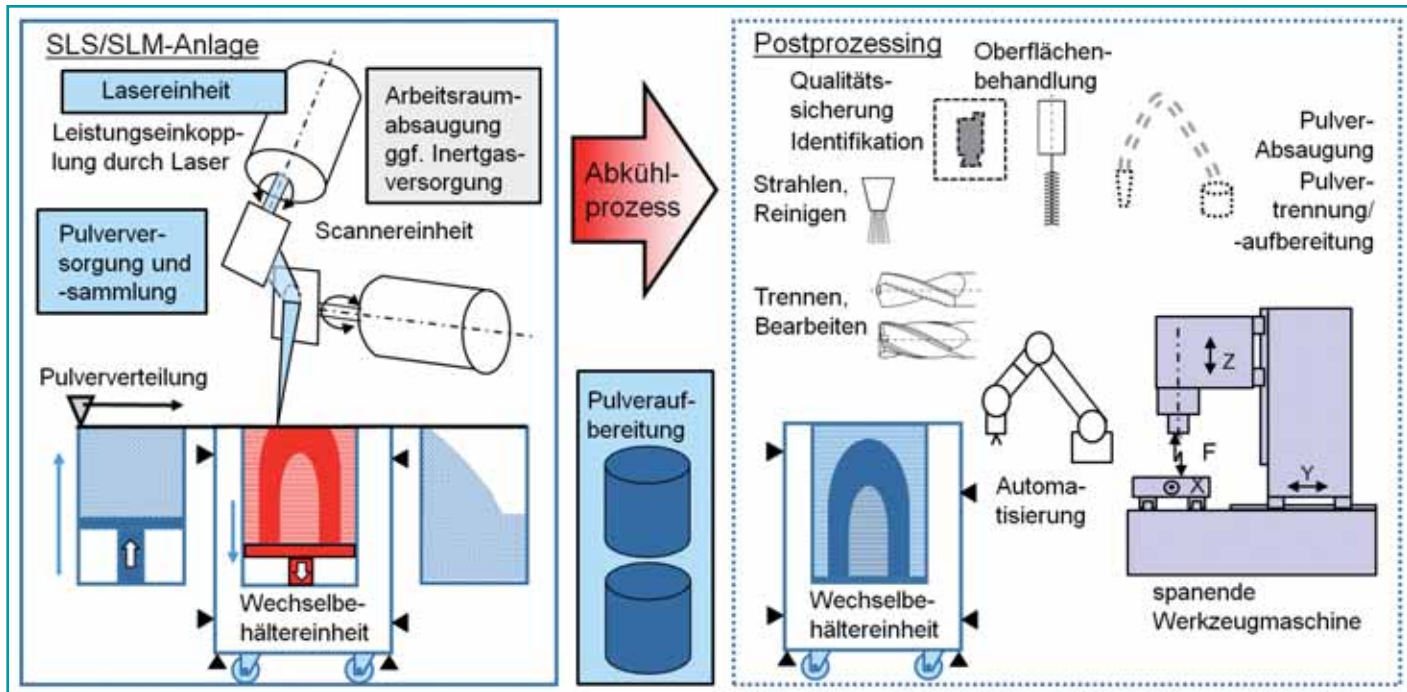 SLS/SLM-Anlage
Lasereinheit
Leistungseinkopp-
lung durch Laser
Arbeitsraum-
absaugung
ggf. Inertgas-
versorgung
Pulverver-
sorgung und
-sammlung
Scannereinheit
Pulververteilung
Wechselbe-
hältereinheit
Abkühl-
prozess
Pulverauf-
bereitung
Postprozessing
Qualitäts-
sicherung
Identifikation
Oberflächen-
behandlung
Pulver-
Absaugung
Pulver-
trennung/
-aufbereitung
Strahlen,
Reinigen
Trennen,
Bearbeiten
Automa-
tisierung
Wechselbe-
hältereinheit
Z
F
X
Y
spanende
Werkzeugmaschine